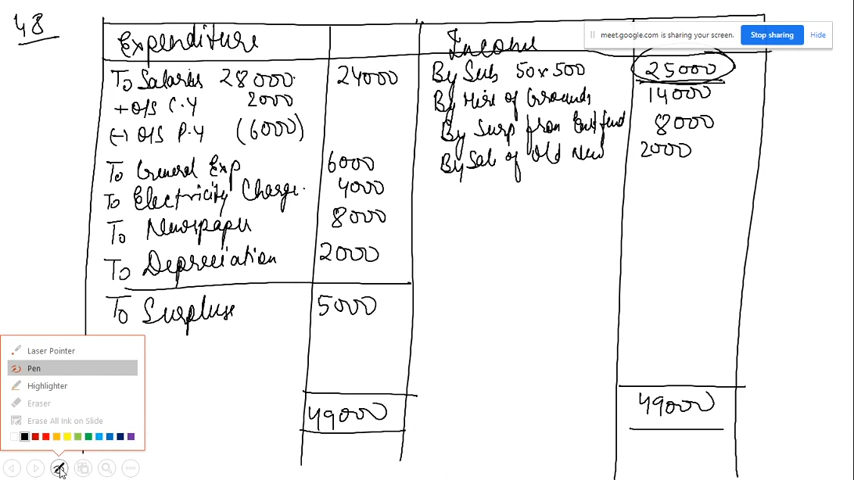 48
meet.google.com is sharing your screen.
Stop sharing
Hide
Expenditure
Income
To Salaries 28000
24000
By Sub 50x500
25000
+ O/S C.Y 2000
By Hire of Grounds
14000
(-) O/S P.Y (6000)
By Surp from Ent fund
8000
To General Exp
6000
By Sal of Old New
2000
To Electricity Charge.
4000
To Newspaper
8000
To Depreciation
2000
To Surplus
5000
49000
49000
Laser Pointer
Pen
Highlighter
Eraser
Erase All Ink on Slide